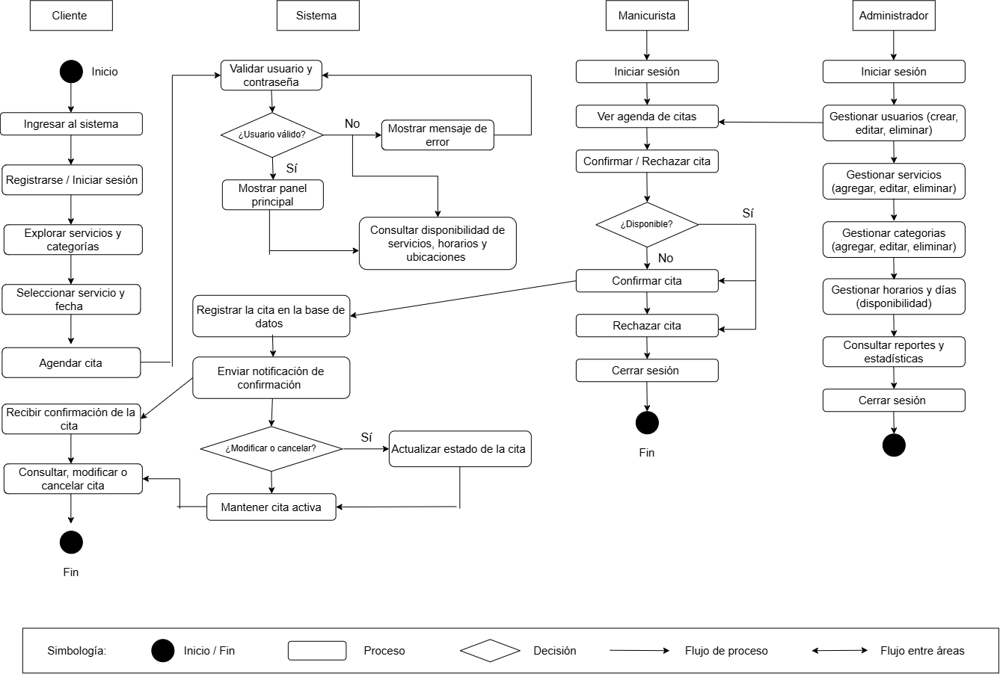 Cliente
Sistema
Manicurista
Administrador
Inicio
Ingresar al sistema
Registrarse / Iniciar sesión
Explorar servicios y
categorías
Seleccionar servicio y
fecha
Agendar cita
Recibir confirmación de la
cita
Consultar, modificar o
cancelar cita
Fin
Validar usuario y
contraseña
¿Usuario válido?
No
Mostrar mensaje de
error
Sí
Mostrar panel
principal
Consultar disponibilidad de
servicios, horarios y
ubicaciones
Registrar la cita en la base de
datos
Enviar notificación de
confirmación
¿Modificar o cancelar?
Sí
Actualizar estado de la cita
Mantener cita activa
Iniciar sesión
Ver agenda de citas
Confirmar / Rechazar cita
¿Disponible?
Sí
No
Confirmar cita
Rechazar cita
Cerrar sesión
Fin
Iniciar sesión
Gestionar usuarios (crear,
editar, eliminar)
Gestionar servicios
(agregar, editar, eliminar)
Gestionar categorias
(agregar, editar, eliminar)
Gestionar horarios y días
(disponibilidad)
Consultar reportes y
estadísticas
Cerrar sesión
Simbología:
Inicio / Fin
Proceso
Decisión
Flujo de proceso
Flujo entre áreas